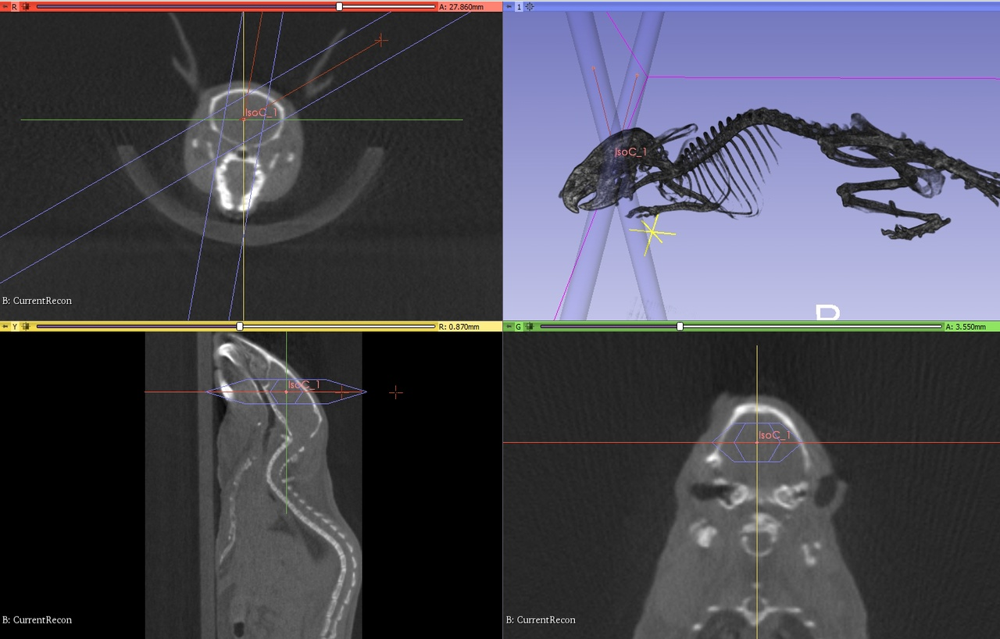 R
A: 27.860mm
IsoC_1
B: CurrentRecon
1
IsoC_1
Y
R: 0.870mm
IsoC_1
B: CurrentRecon
G
A: 3.550mm
IsoC_1
B: CurrentRecon